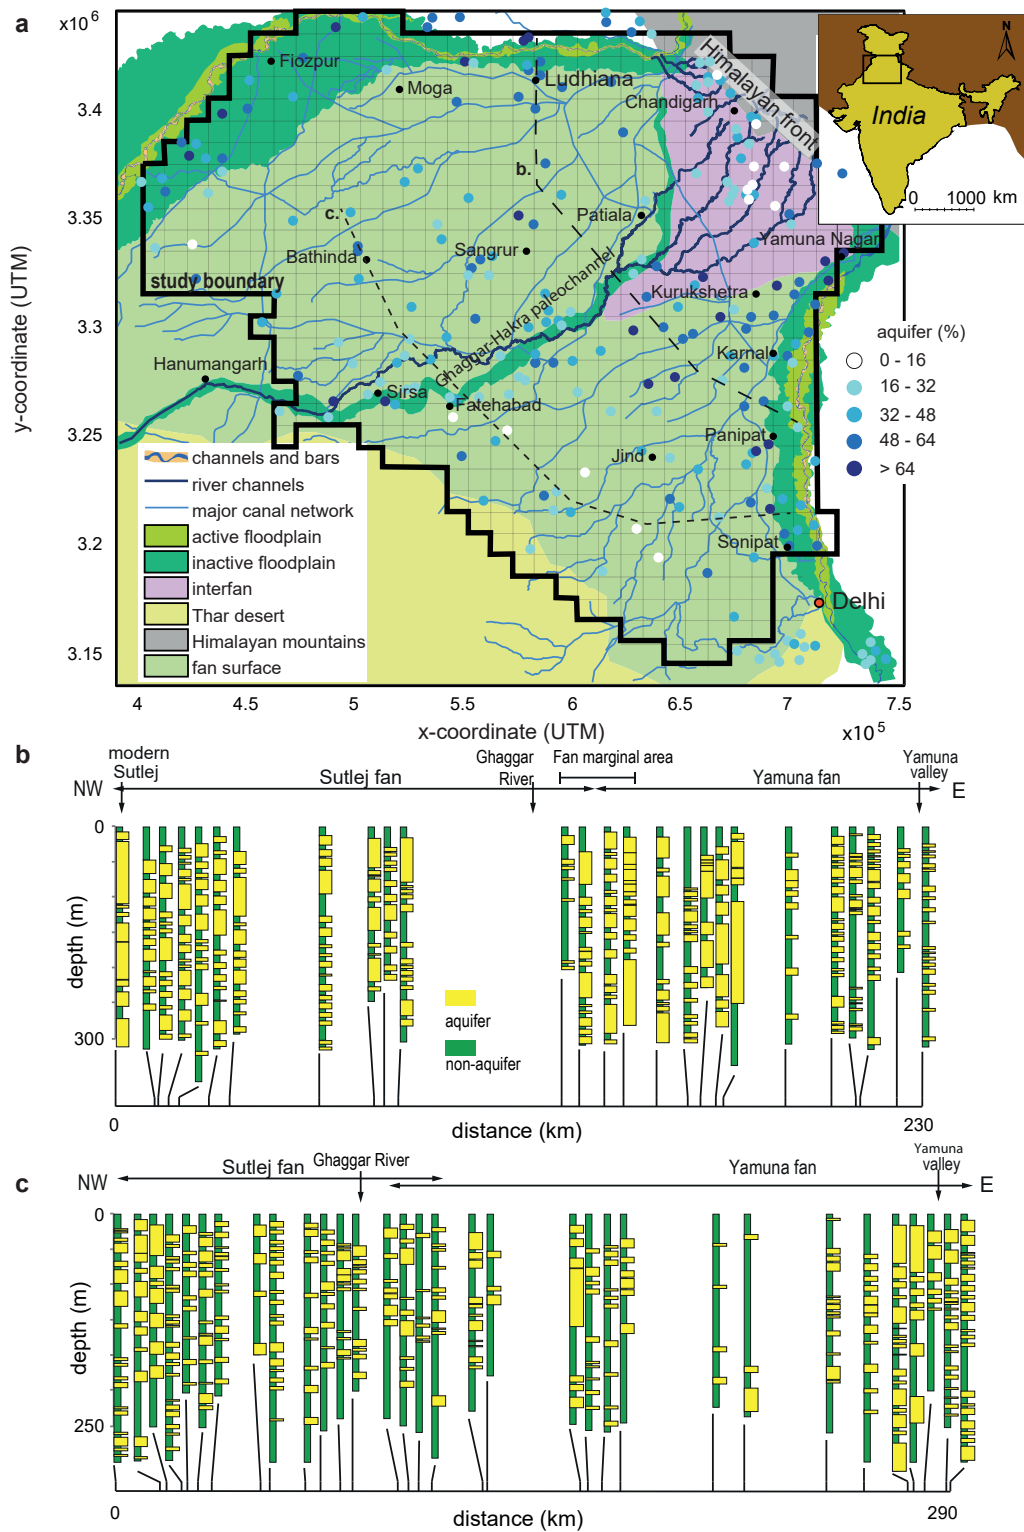 a
x10⁶
3.4
3.35
3.3
3.25
3.2
3.15
y-coordinate (UTM)
4
4.5
5
5.5
6
6.5
7
7.5
x-coordinate (UTM)
x10⁵
Fiozpur
Moga
Ludhiana
Chandigarh
Himalayan front
b.
c.
Patiala
Bathinda
Sangrur
Yamuna Nagar
study boundary
Kurukshetra
Ghaggar-Hakra paleochannel
Karnal
Hanumangarh
Sirsa
Fatehabad
Panipat
Jind
Sonipat
Delhi
India
N
0 1000 km
aquifer (%)
0 - 16
16 - 32
32 - 48
48 - 64
> 64
channels and bars
river channels
major canal network
active floodplain
inactive floodplain
interfan
Thar desert
Himalayan mountains
fan surface
b
modern
Sutlej
NW
Sutlej fan
Ghaggar
River
Fan marginal area
Yamuna fan
Yamuna
valley
E
0
300
depth (m)
aquifer
non-aquifer
0
230
distance (km)
c
NW
Sutlej fan
Ghaggar River
Yamuna fan
Yamuna
valley
E
0
250
depth (m)
0
290
distance (km)